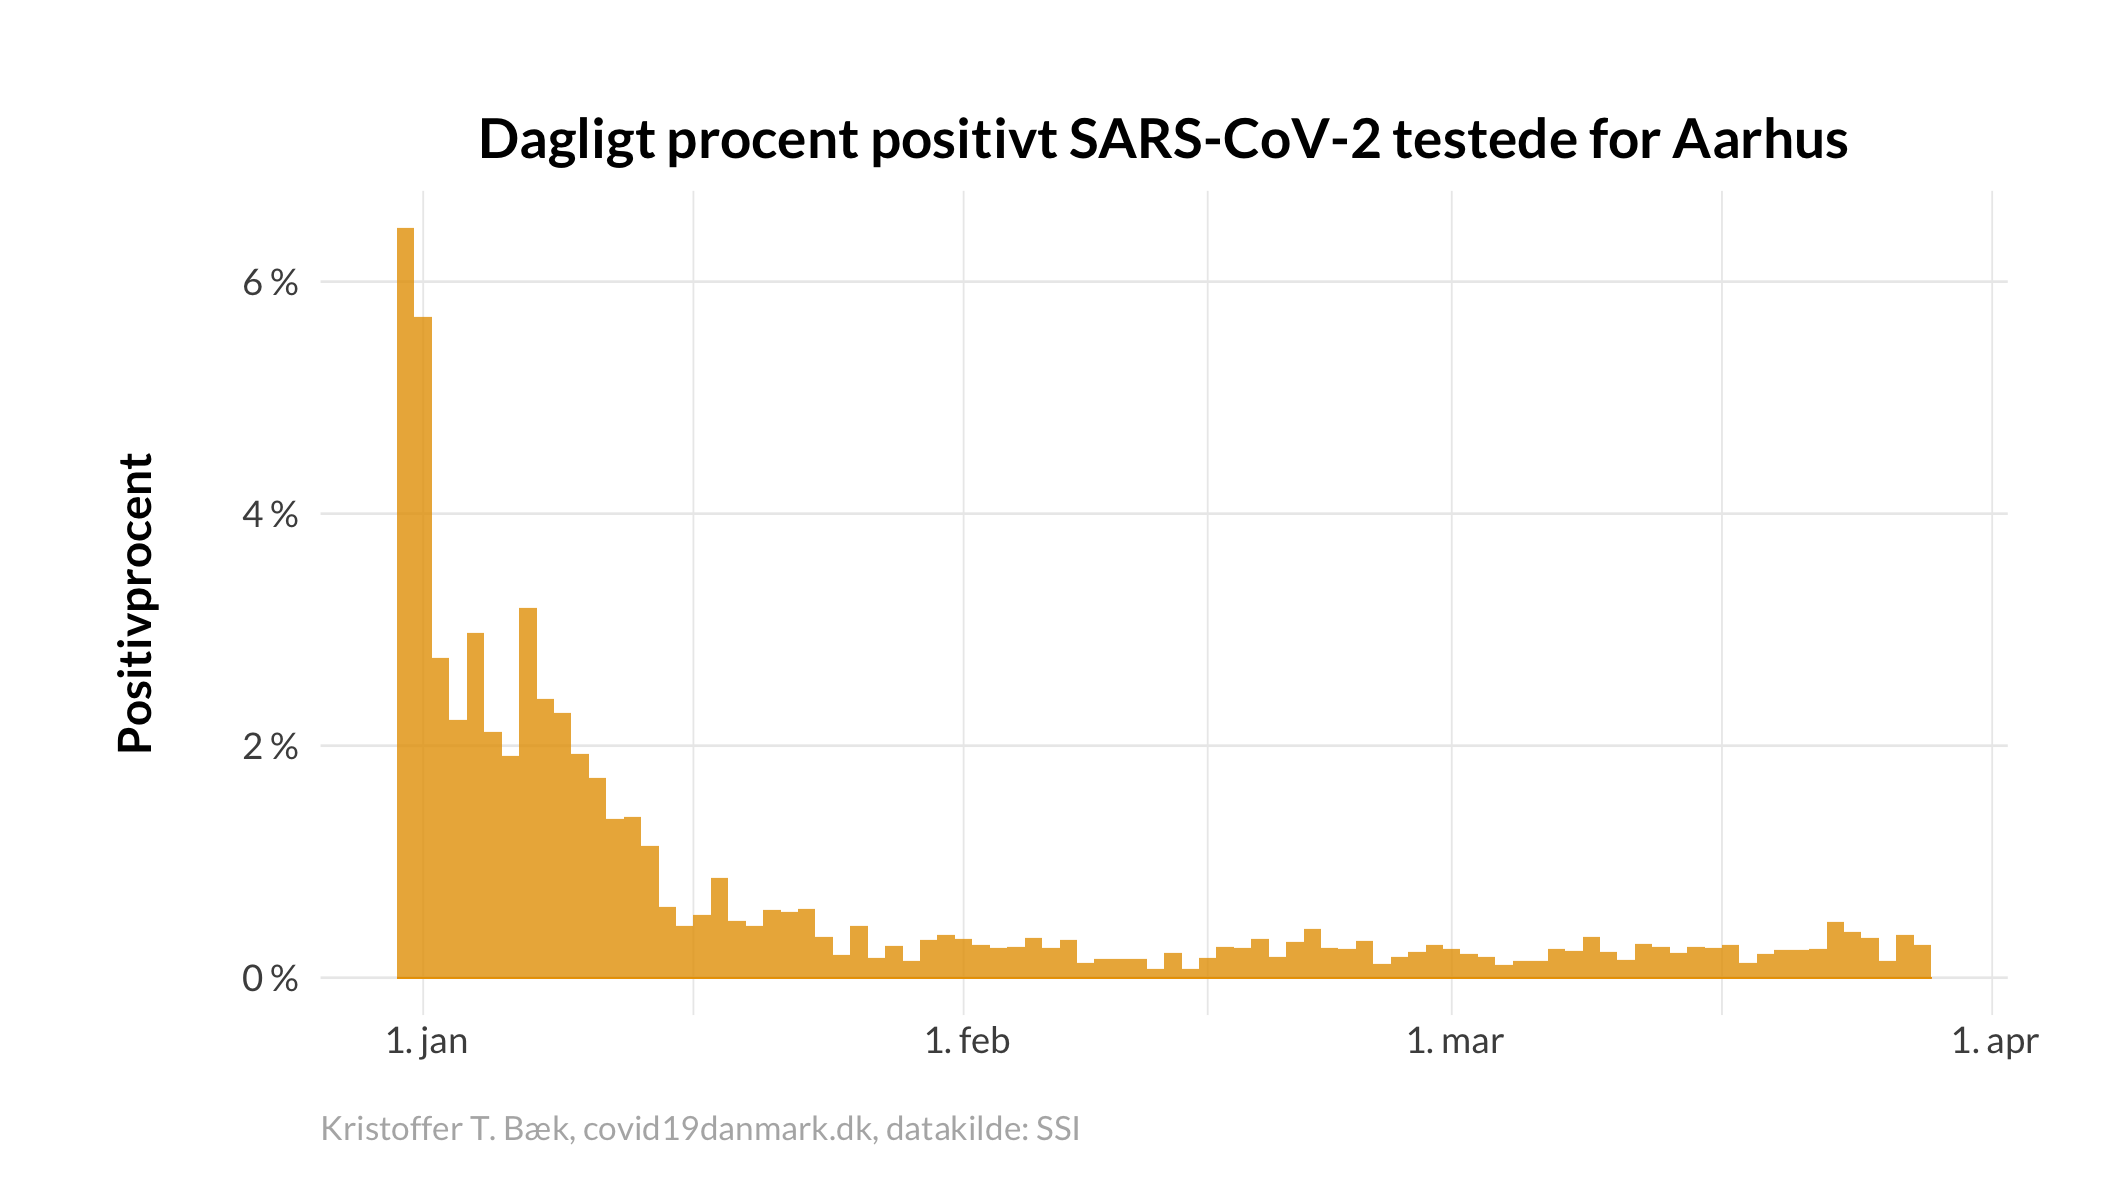 Dagligt procent positivt SARS-CoV-2 testede for Aarhus
Positivprocent
6 %
4 %
2 %
0 %
1. jan
1. feb
1. mar
1. apr
Kristoffer T. Bæk, covid19danmark.dk, datakilde: SSI